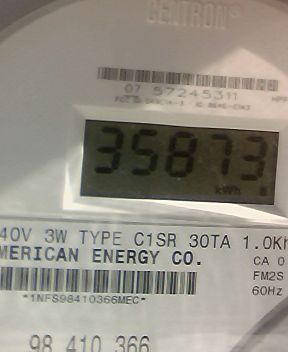 CENTRON®
07 57245311
35873
kWh
40V 3W TYPE C1SR 30TA 1.0Kh
MERICAN ENERGY CO.
CA 0
FM2S
60Hz
*1NFS98410366MEC*
98 410 366